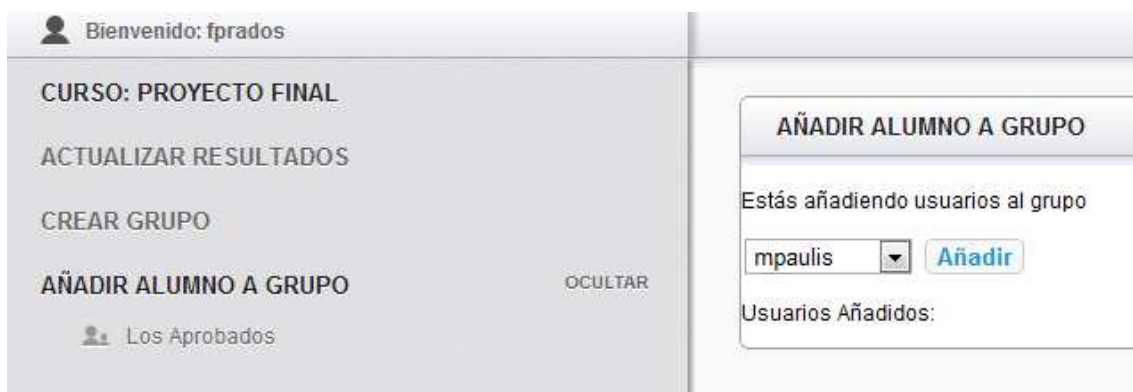 Bienvenido: fprados
CURSO: PROYECTO FINAL
ACTUALIZAR RESULTADOS
CREAR GRUPO
AÑADIR ALUMNO A GRUPO OCULTAR
Los Aprobados
AÑADIR ALUMNO A GRUPO
Estás añadiendo usuarios al grupo
mpaulis Añadir
Usuarios Añadidos: